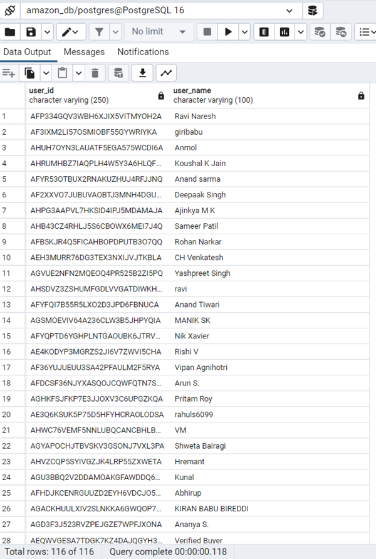 amazon_db/postgres@PostgreSQL 16
No limit
Data Output Messages Notifications
user_id user_name
character varying (250) character varying (100)
1 AFP334GQV3WBH6XJIX5VITMYOH2A Ravi Naresh
2 AF3IXM2LI57OSMIOBF55GYWRIYKA giribabu
3 AHUH7OYN3LAUATF5EGA575WCDI6A Anmol
4 AHRUMHBZ7IAQPLH4W5Y3A6HLQF... Koushal K Jain
5 AFYR53OTBUX2RNAKUZHUJ4RFJJNQ Anand sarma
6 AF2XXVO7JUBUVAOBTJ3MNH4DGU... Deepaak Singh
7 AHPG3AAPVL7HKSID4IPJ5MDAMAJA Ajinkya M K
8 AHB43CZ4RHLJ5S6CBOWX6MEI7J4Q Sameer Patil
9 AFB5KJR4Q5FICAHBOPDPUTB3O7QQ Rohan Narkar
10 AEH3MURR76DG3TEX3NXIJVJTKBLA CH Venkatesh
11 AGVUE2NFN2MQEOQ4PR525B2ZI5PQ Yashpreet Singh
12 AHSDVZ3ZSHUMFGDLVVGATDIWKH... ravi
13 AFYFQI7B55R5LXO2D3JPD6FBNUCA Anand Tiwari
14 AGSMOEVIV64A236CLW3B5JHPYQIA MANIK SK
15 AFYQPTD6YGHPLNTGAOUBK6JTRV... Nik Xavier
16 AE4KODYP3MGRZS2JI6V7ZWVI5CHA Rishi V
17 AF36YUJUEUU3SA42PFAULM2F5RYA Vipan Agnihotri
18 AFDCSF36NJYXASQOJCQWFQTN7S... Arun S.
19 AGHKFSJFKP7E3JJOXV3C6UPGZKQA Pritam Roy
20 AE3Q6KSUK5P75D5HFYHCRAOLODSA rahuls6099
21 AHWC76VEMF5NNLUBQCANCBHLB... VM
22 AGYAPOCHJTBVSKV3GSONJ7VXL3PA Shweta Bairagi
23 AHVZCQP5SYIVGZJK4LRP55ZXWETA Hremant
24 AGU3BBQ2V2DDAMOAKGFAWDDQ6... Kunal
25 AFHDJKCENRGUUZD2EYH6VDCJO5... Abhirup
26 AGACKHUULXIV2SLNKKA6GWQOP7... KIRAN BABU BIREDDI
27 AGD3F3J523RVZPEJGZE7WPFJXONA Ananya S.
28 AEQWVGESA7TDGK7KZ4DAJQGYH3... Verified Buyer
Total rows: 116 of 116 Query complete 00:00:00.118